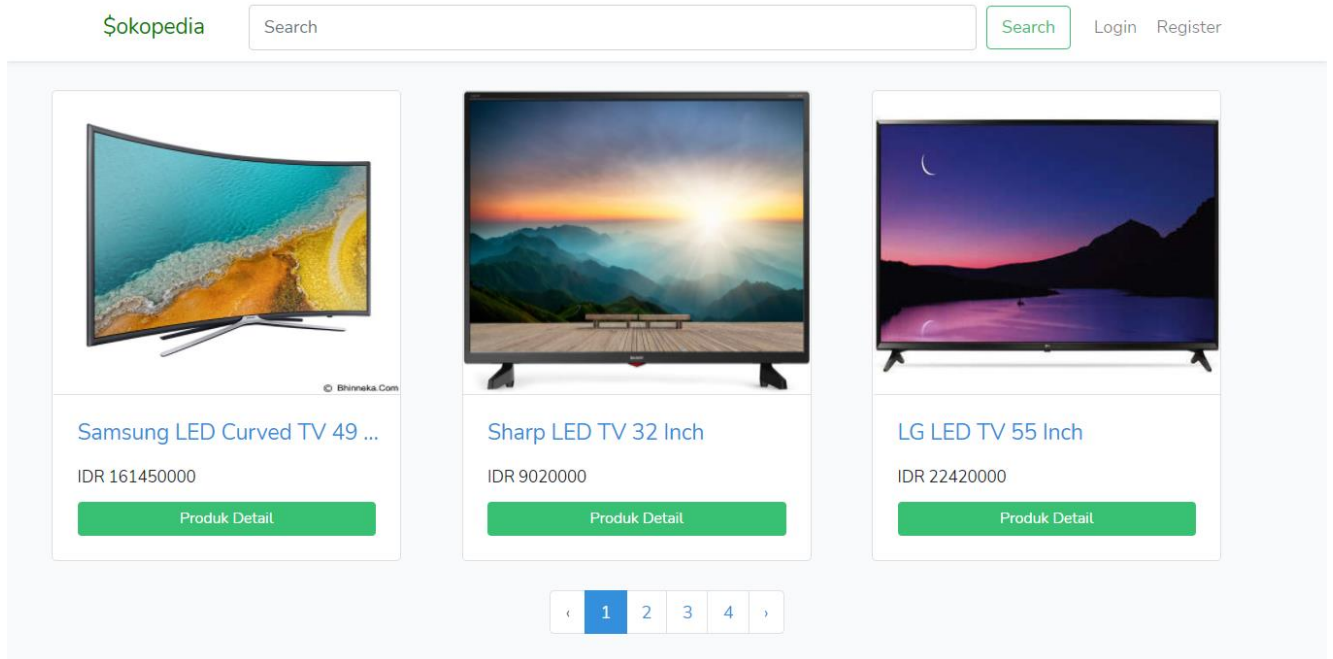 $okopedia
Search
Search
Login
Register
© Bhinneka.Com
Samsung LED Curved TV 49 ...
Sharp LED TV 32 Inch
LG LED TV 55 Inch
IDR 161450000
IDR 9020000
IDR 22420000
Produk Detail
Produk Detail
Produk Detail
‹ 1 2 3 4 ›